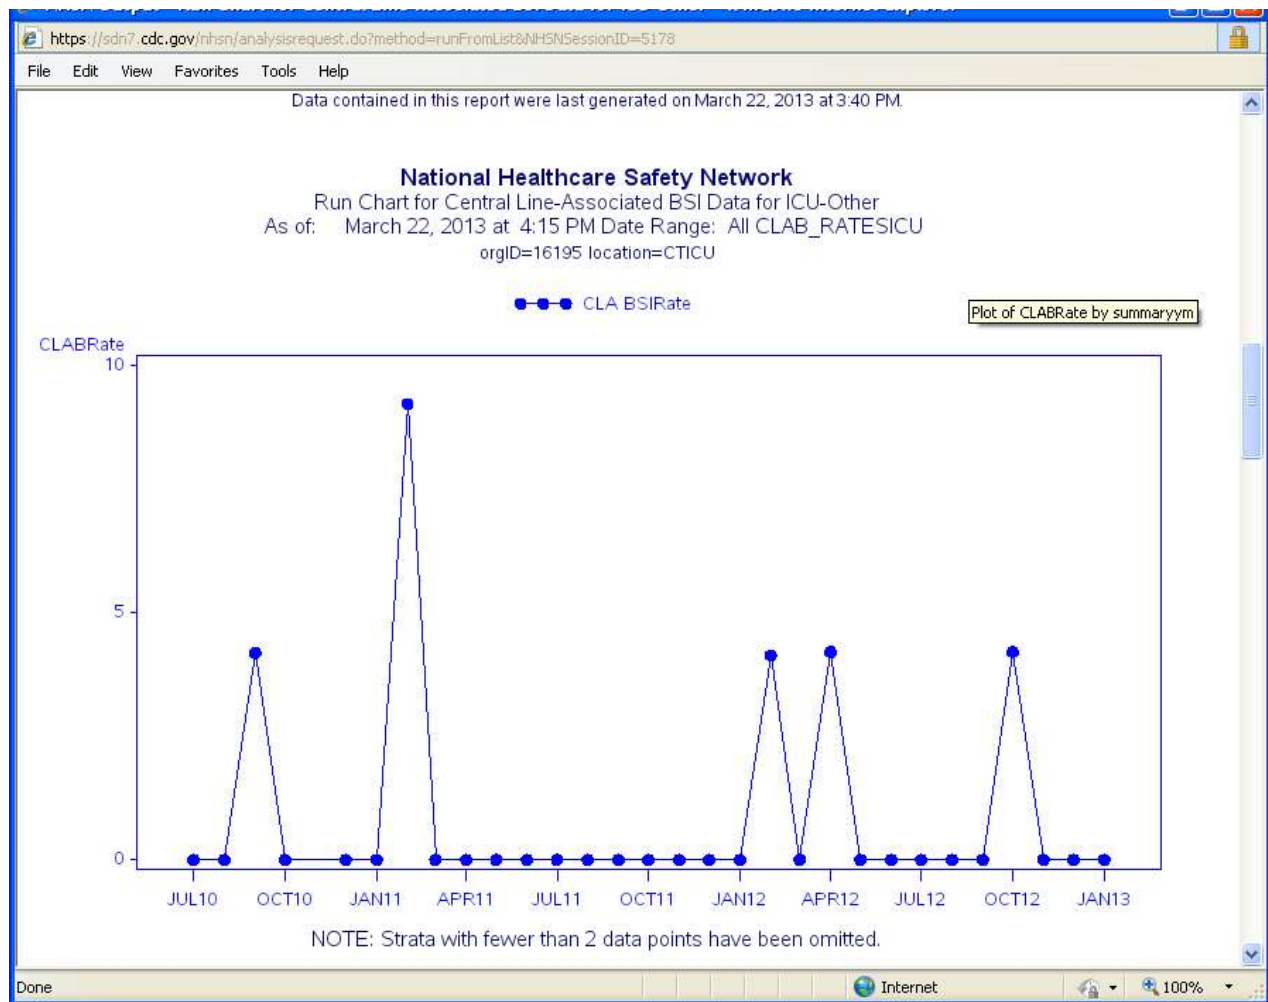 https://sdn7.cdc.gov/nhsn/analysisrequest.do?method=runFromList&NHSNSessionID=5178
File Edit View Favorites Tools Help
Data contained in this report were last generated on March 22, 2013 at 3:40 PM.
National Healthcare Safety Network
Run Chart for Central Line-Associated BSI Data for ICU-Other
As of: March 22, 2013 at 4:15 PM Date Range: All CLAB_RATESICU
orgID=16195 location=CTICU
CLA BSIRate
Plot of CLABRate by summaryym
CLABRate
10
5
0
JUL10 OCT10 JAN11 APR11 JUL11 OCT11 JAN12 APR12 JUL12 OCT12 JAN13
NOTE: Strata with fewer than 2 data points have been omitted.
Done Internet 100%